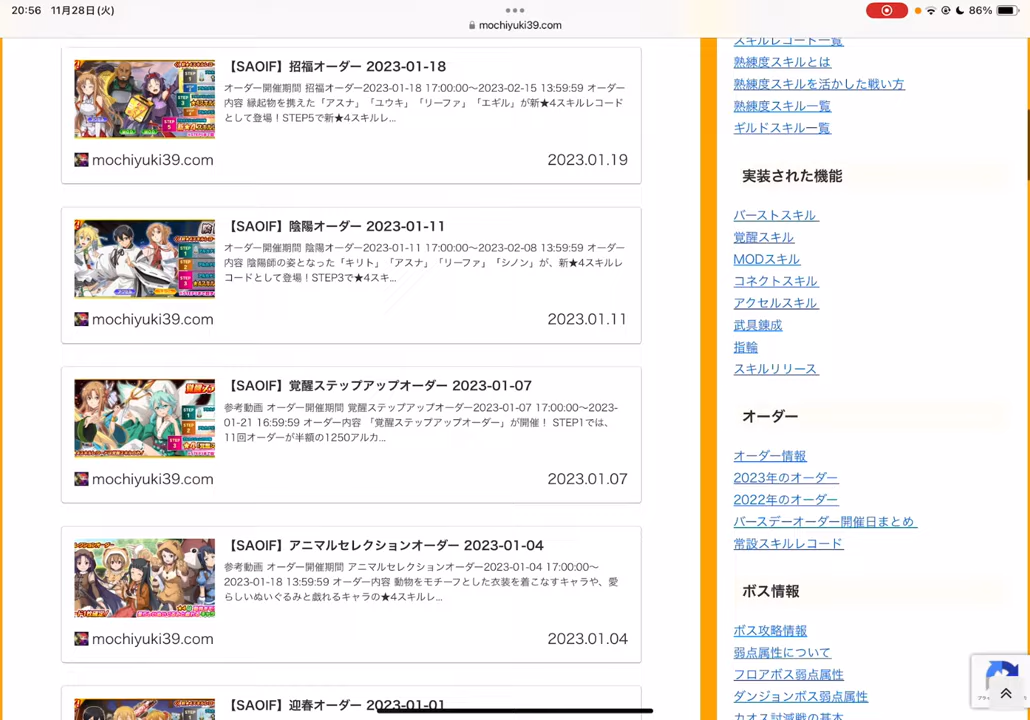 20:56 11月28日(火)
86%
mochiyuki39.com
【SAOIF】招福オーダー 2023-01-18
オーダー開催期間 招福オーダー2023-01-18 17:00:00〜2023-02-15 13:59:59 オーダー
内容 縁起物を携えた「アスナ」「ユウキ」「リーファ」「エギル」が新★4スキルレコード
として登場！STEP5で新★4スキルレ...
mochiyuki39.com
2023.01.19
【SAOIF】陰陽オーダー 2023-01-11
オーダー開催期間 陰陽オーダー2023-01-11 17:00:00〜2023-02-08 13:59:59 オーダー
内容 陰陽師の姿となった「キリト」「アスナ」「リーファ」「シノン」が、新★4スキルレ
コードとして登場！STEP3で★4スキ...
mochiyuki39.com
2023.01.11
【SAOIF】覚醒ステップアップオーダー 2023-01-07
参考動画 オーダー開催期間 覚醒ステップアップオーダー2023-01-07 17:00:00〜2023-
01-21 16:59:59 オーダー内容 「覚醒ステップアップオーダー」が開催！ STEP1では、
11回オーダーが半額の1250アルカ...
mochiyuki39.com
2023.01.07
【SAOIF】アニマルセレクションオーダー 2023-01-04
参考動画 オーダー開催期間 アニマルセレクションオーダー2023-01-04 17:00:00〜
2023-01-18 13:59:59 オーダー内容 動物をモチーフとした衣装を着こなすキャラや、愛
らしいぬいぐるみと戯れるキャラの★4スキルレ...
mochiyuki39.com
2023.01.04
【SAOIF】迎春オーダー 2023-01-01
スキルレコード一覧
熟練度スキルとは
熟練度スキルを活かした戦い方
熟練度スキル一覧
ギルドスキル一覧
実装された機能
バーストスキル
覚醒スキル
MODスキル
コネクトスキル
アクセルスキル
武具錬成
指輪
スキルリリース
オーダー
オーダー情報
2023年のオーダー
2022年のオーダー
バースデーオーダー開催日まとめ
常設スキルレコード
ボス情報
ボス攻略情報
弱点属性について
フロアボス弱点属性
ダンジョンボス弱点属性
カオス討滅戦の基本